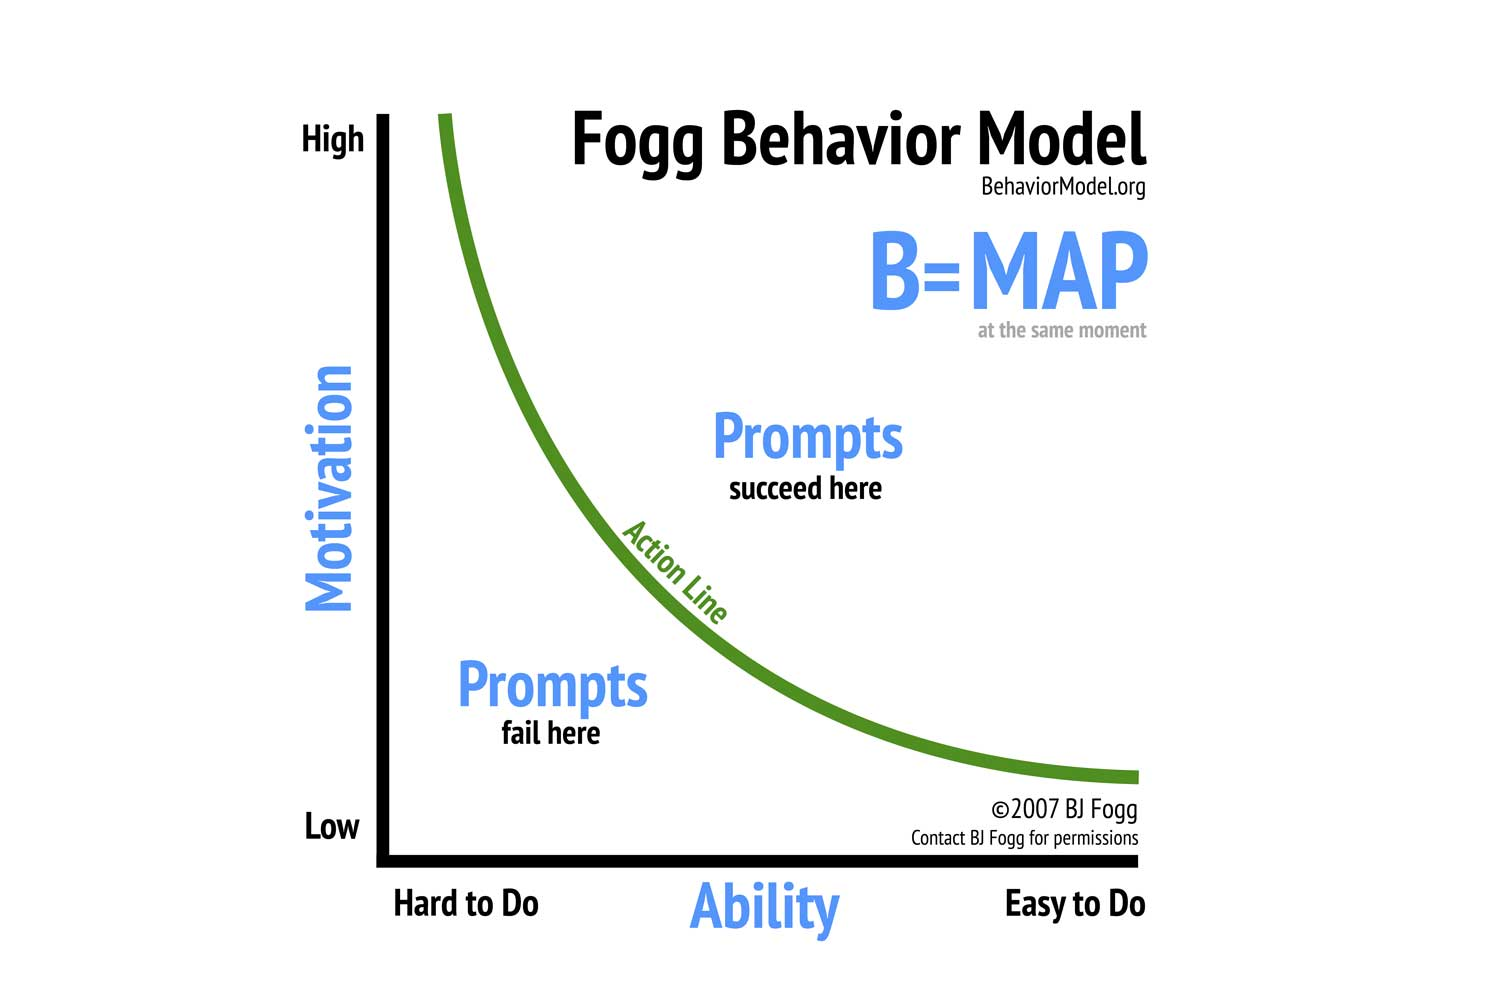 Fogg Behavior Model
BehaviorModel.org
B=MAP
at the same moment
High
Motivation
Low
Prompts
succeed here
Action Line
Prompts
fail here
©2007 BJ Fogg
Contact BJ Fogg for permissions
Hard to Do
Ability
Easy to Do